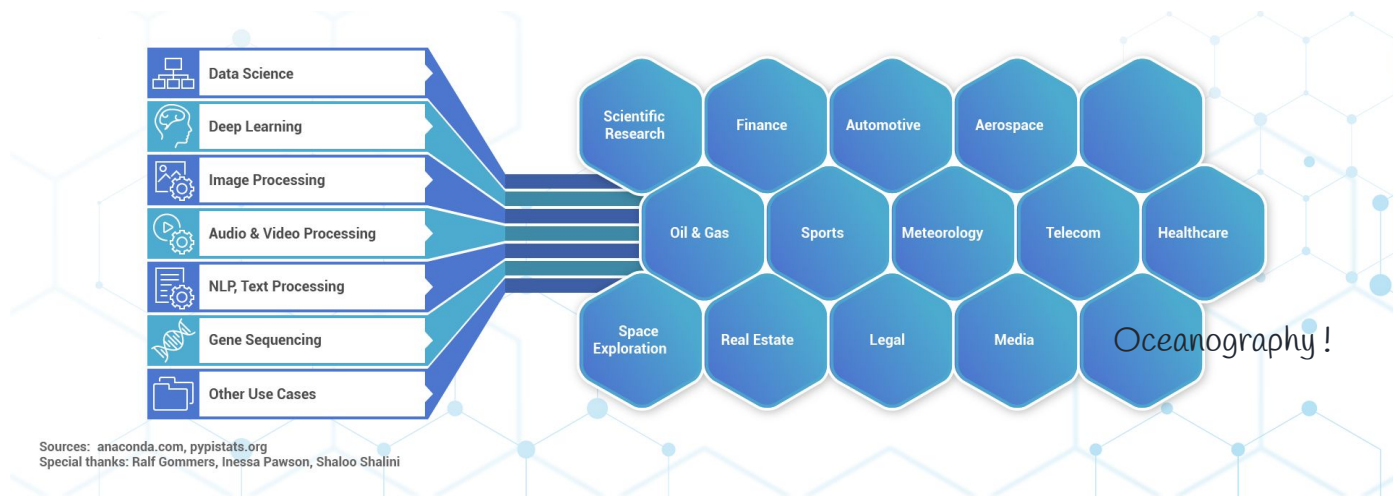 Data Science
Deep Learning
Image Processing
Audio & Video Processing
NLP, Text Processing
Gene Sequencing
Other Use Cases
Scientific
Research
Finance
Automotive
Aerospace
Oil & Gas
Sports
Meteorology
Telecom
Healthcare
Space
Exploration
Real Estate
Legal
Media
Oceanography!
Sources: anaconda.com, pypistats.org
Special thanks: Ralf Gommers, Inessa Pawson, Shaloo Shalini